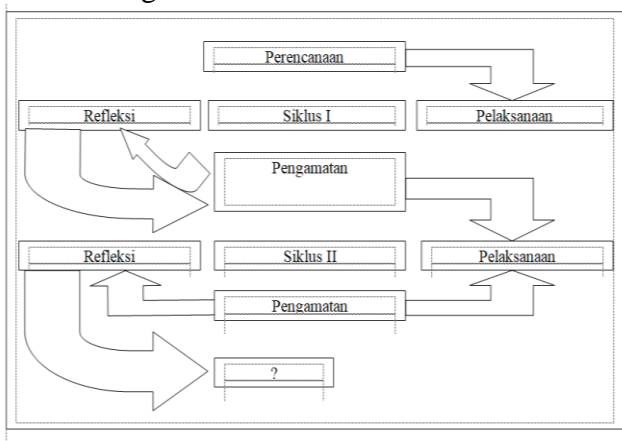 Perencanaan
Refleksi
Siklus I
Pelaksanaan
Pengamatan
Refleksi
Siklus II
Pelaksanaan
Pengamatan
?